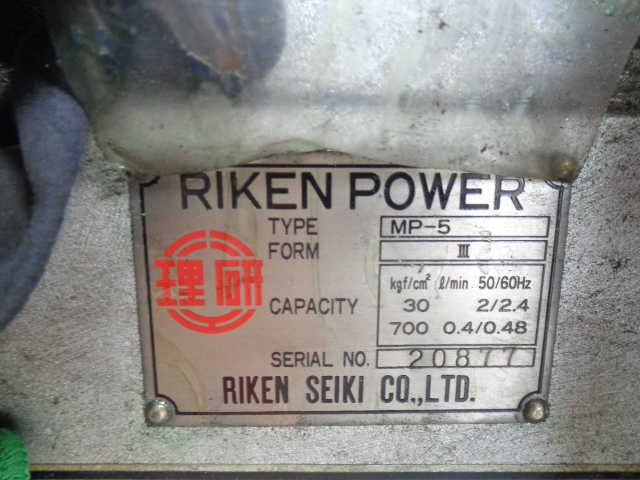 RIKEN POWER
TYPE MP-5
FORM III
理研
CAPACITY
kgf/cm² ℓ/min 50/60Hz
30 2/2.4
700 0.4/0.48
SERIAL NO. 20877
RIKEN SEIKI CO.,LTD.